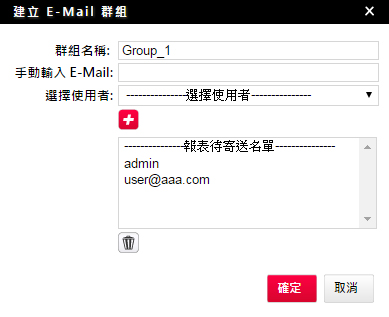 建立 E-Mail 群組
群組名稱: Group_1
手動輸入 E-Mail:
選擇使用者: ---------------選擇使用者---------------
---------------報表待寄送名單---------------
admin
user@aaa.com
確定 取消